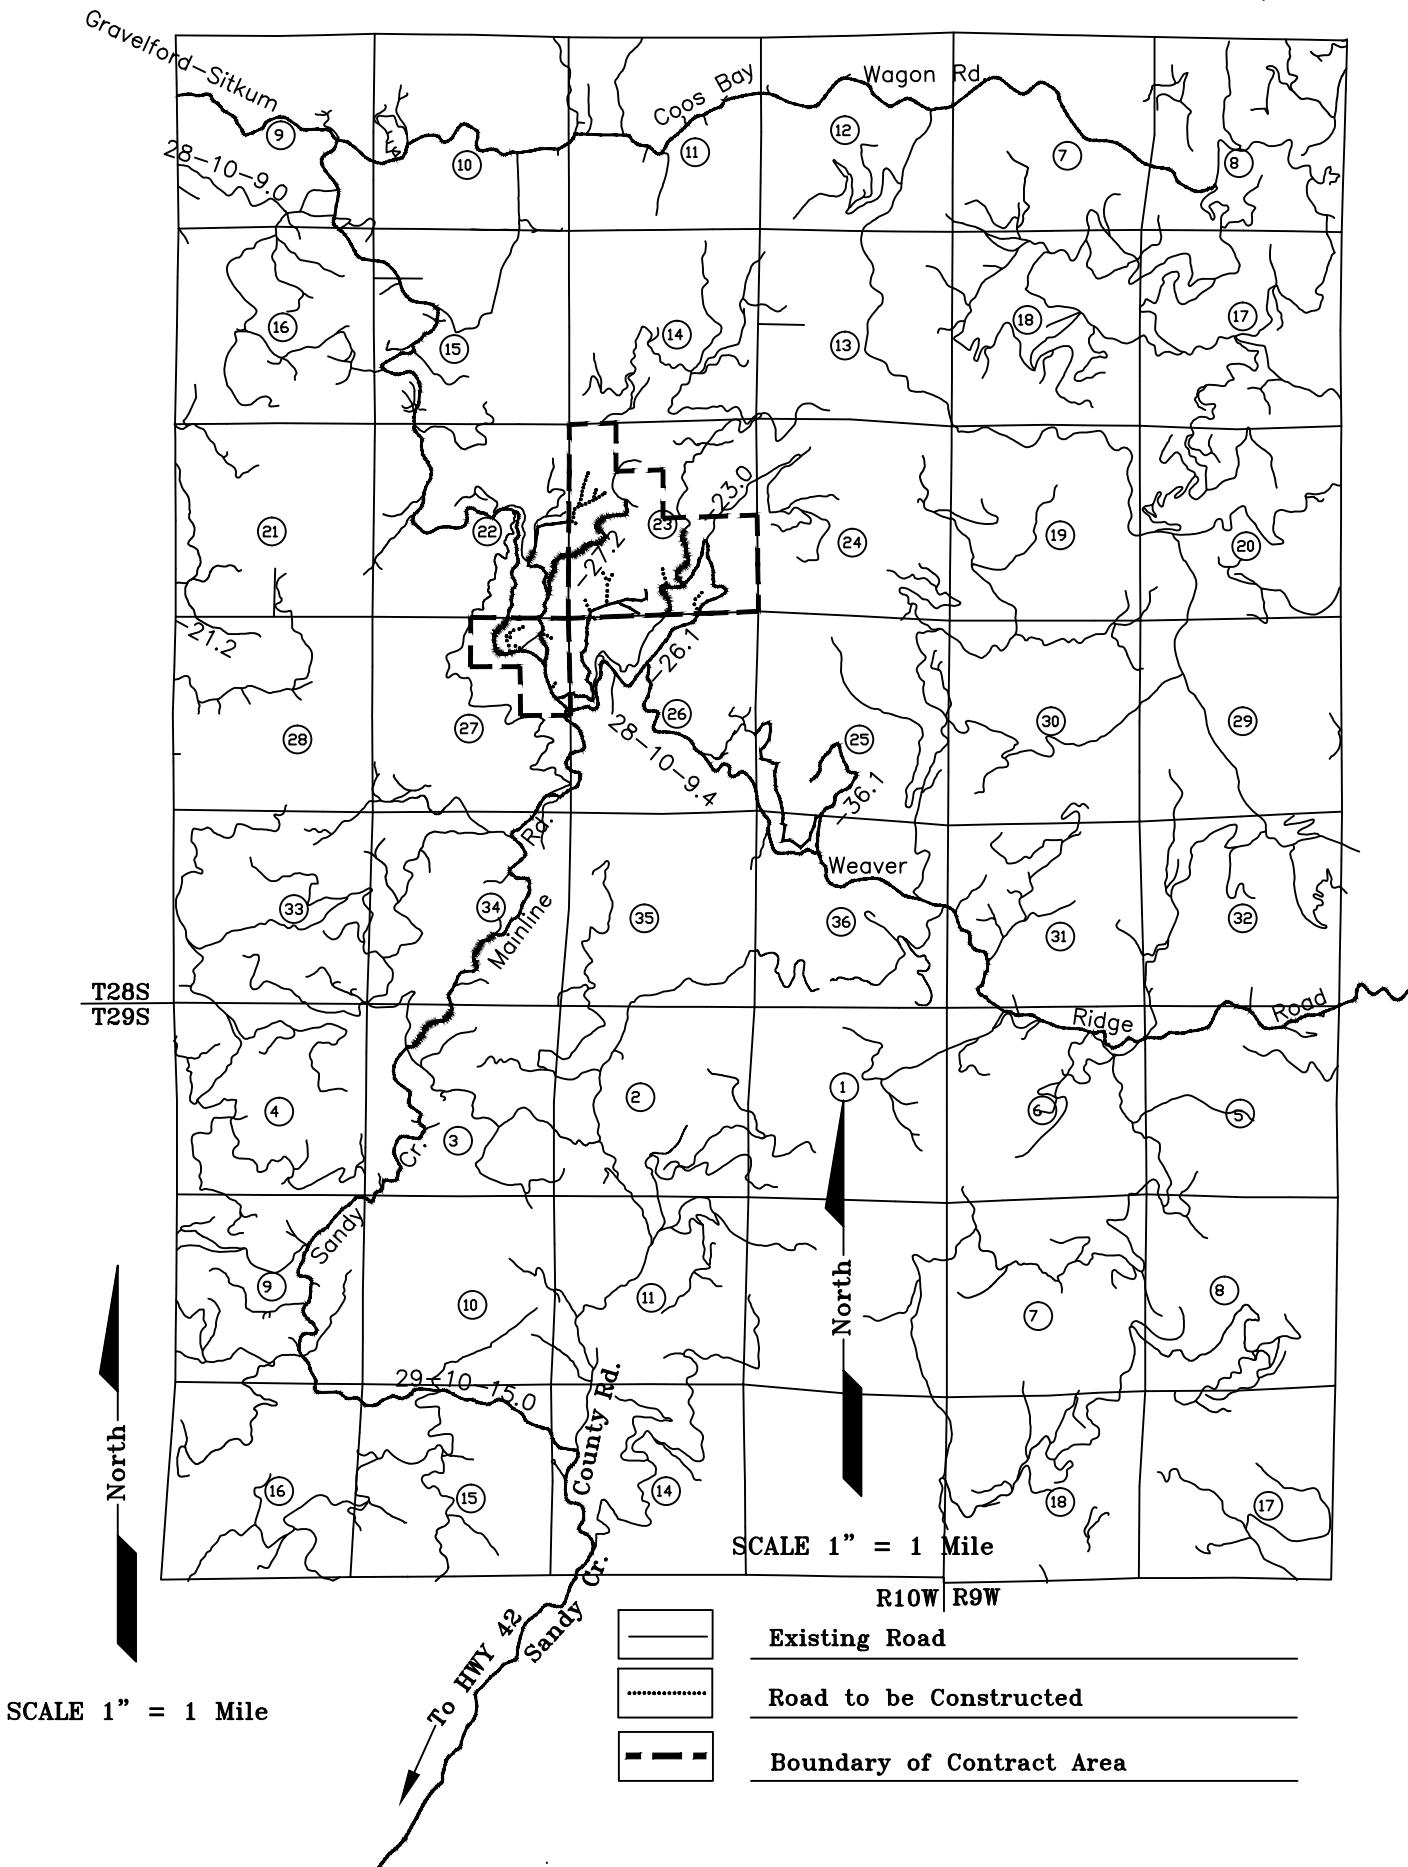 Gravelford-Sitkum
Coos Bay
Wagon Rd.
9
10
11
12
7
8
28-10-9.0
16
15
14
13
18
17
-23.0
21
22
23
24
19
20
-27.2
-21.2
-26.1
28
27
26
25
30
29
28-10-9.4
-36.1
Rd.
Weaver
33
34
35
36
31
32
Mainline
T28S
T29S
Ridge
Road
4
3
2
1
6
5
Cr.
Sandy
9
10
11
7
8
North
North
29-10-15.0
County Rd.
16
15
14
18
17
SCALE 1" = 1 Mile
Cr.
Sandy
R10W
R9W
To HWY 42
Existing Road
Road to be Constructed
Boundary of Contract Area
SCALE 1" = 1 Mile